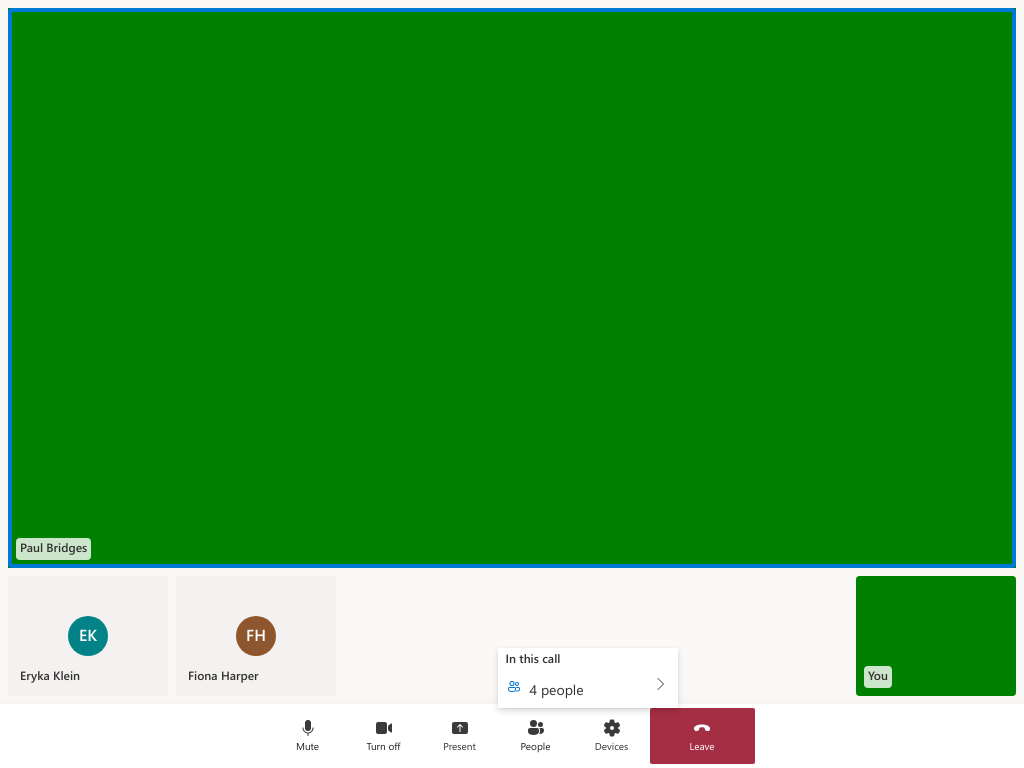 Paul Bridges
EK
Eryka Klein
FH
Fiona Harper
You
In this call
4 people
Mute
Turn off
Present
People
Devices
Leave